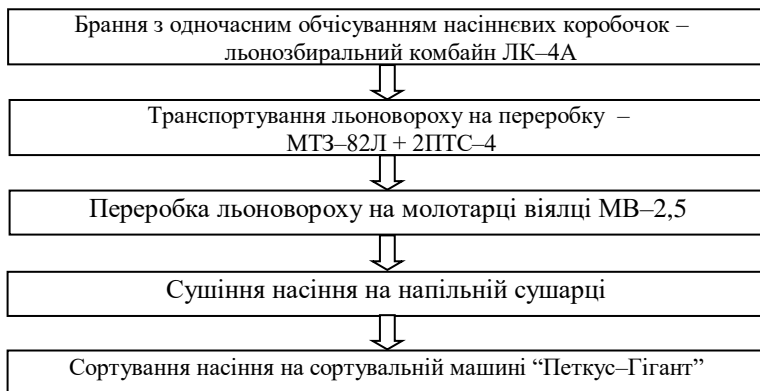 Брання з одночасним обчісуванням насіннєвих коробочок –
льонозбиральний комбайн ЛК–4А
Транспортування льоновороху на переробку –
МТЗ–82Л + 2ПТС–4
Переробка льоновороху на молотарці віялці МВ–2,5
Сушіння насіння на напільній сушарці
Сортування насіння на сортувальній машині “Петкус–Гігант”